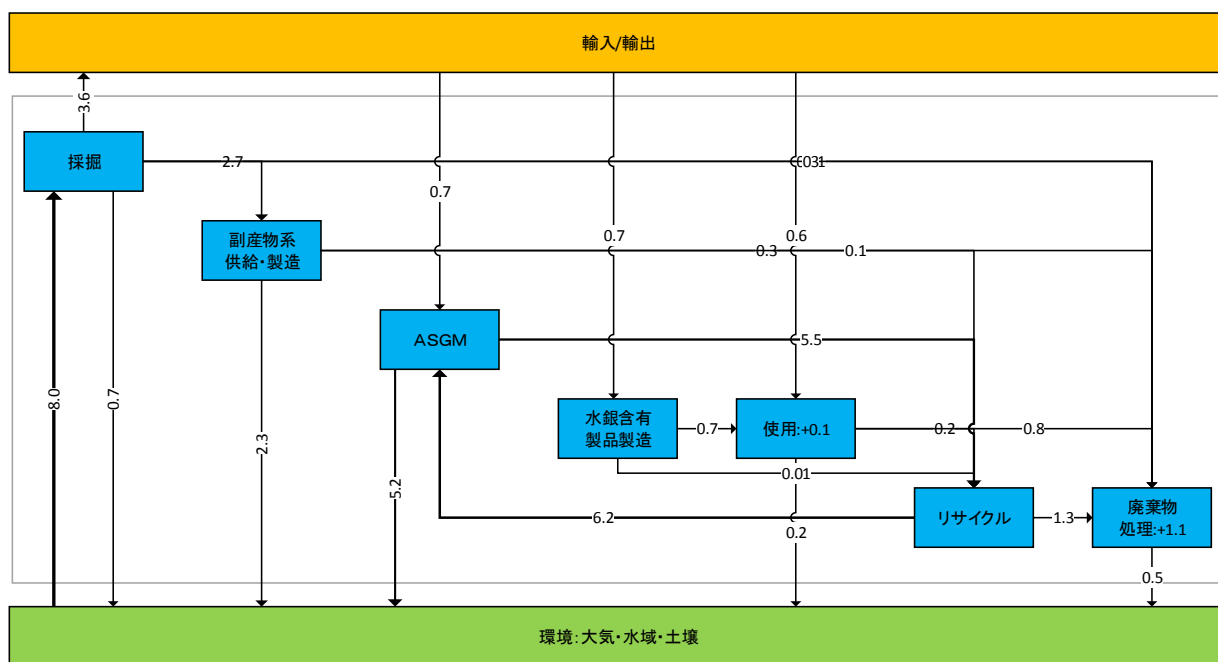 輸入/輸出
3.6
採掘
2.7
0.7
副産物系
供給・製造
0.7
0.6
0.3
0.1
ASGM
5.5
8.0
0.7
2.3
水銀含有
製品製造
0.7
使用:+0.1
0.2
0.8
5.2
0.01
リサイクル
1.3
廃棄物
処理:+1.1
6.2
0.2
0.5
環境:大気・水域・土壌